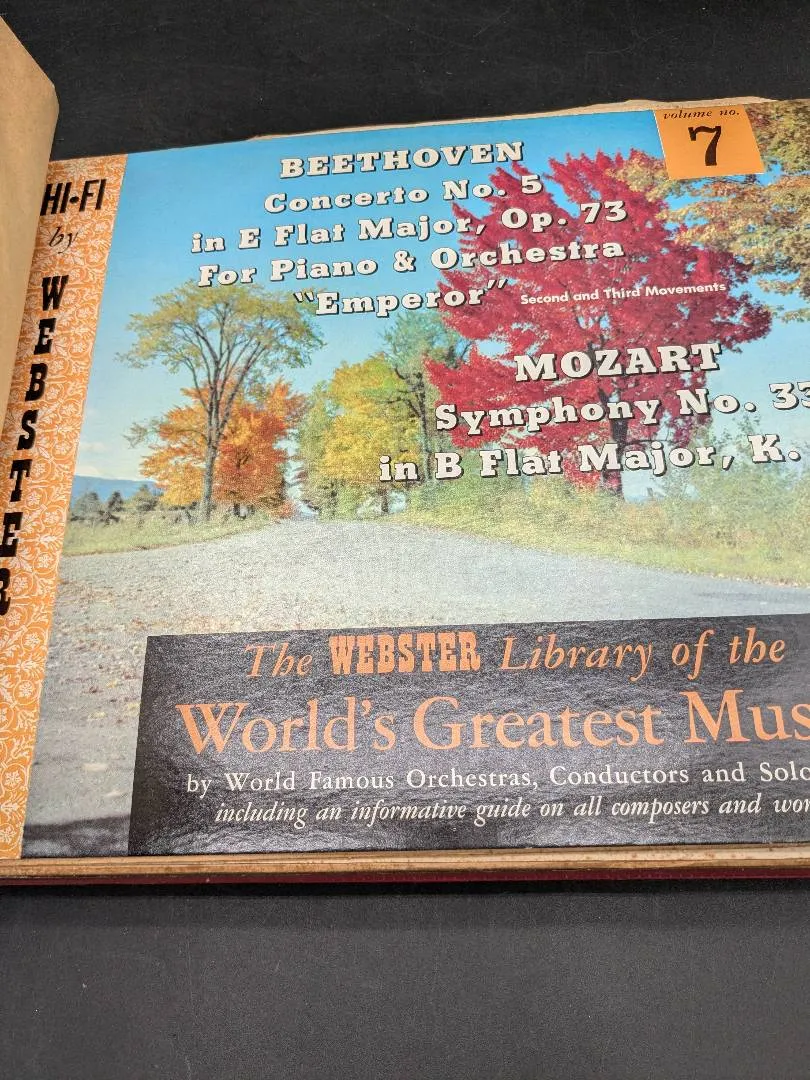 volume no.
7
HI-FI
by
WEBSTER
BEETHOVEN
Concerto No. 5
in E Flat Major, Op. 73
For Piano & Orchestra
"Emperor" Second and Third Movements
MOZART
Symphony No. 33
in B Flat Major, K.
The WEBSTER Library of the
World's Greatest Mus
by World Famous Orchestras, Conductors and Solo
including an informative guide on all composers and wor